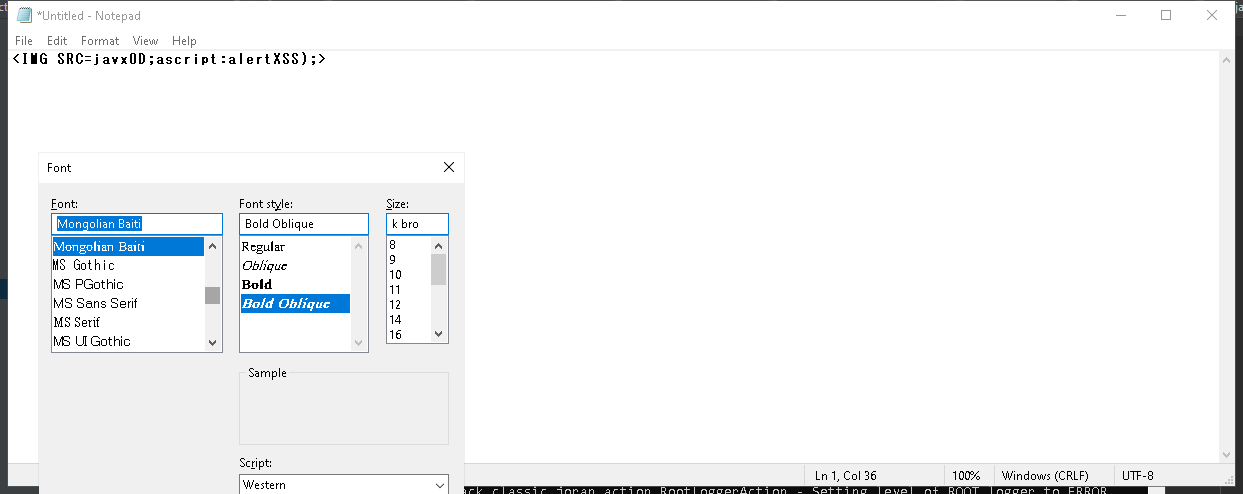 *Untitled - Notepad
File Edit Format View Help
<IMG SRC=javx0D;ascript:alertXSS);>
Font
Font: Font style: Size:
Mongolian Baiti Bold Oblique k bro
Mongolian Baiti Regular 8
MS Gothic Oblique 9
MS PGothic Bold 10
MS Sans Serif Bold Oblique 11
MS Serif 12
MS UI Gothic 14
16
Sample
Script:
Western
Ln 1, Col 36 100% Windows (CRLF) UTF-8
ack.classic.joran.action.RootLoggerAction - Setting level of ROOT logger to ERROR